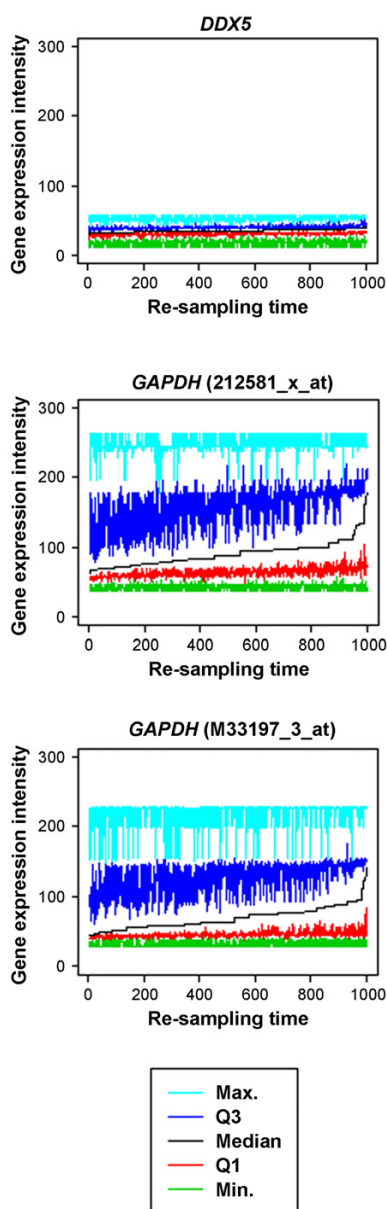 DDX5
Gene expression intensity
300
200
100
0
0 200 400 600 800 1000
Re-sampling time
GAPDH (212581_x_at)
Gene expression intensity
300
200
100
0
0 200 400 600 800 1000
Re-sampling time
GAPDH (M33197_3_at)
Gene expression intensity
300
200
100
0
0 200 400 600 800 1000
Re-sampling time
Max.
Q3
Median
Q1
Min.